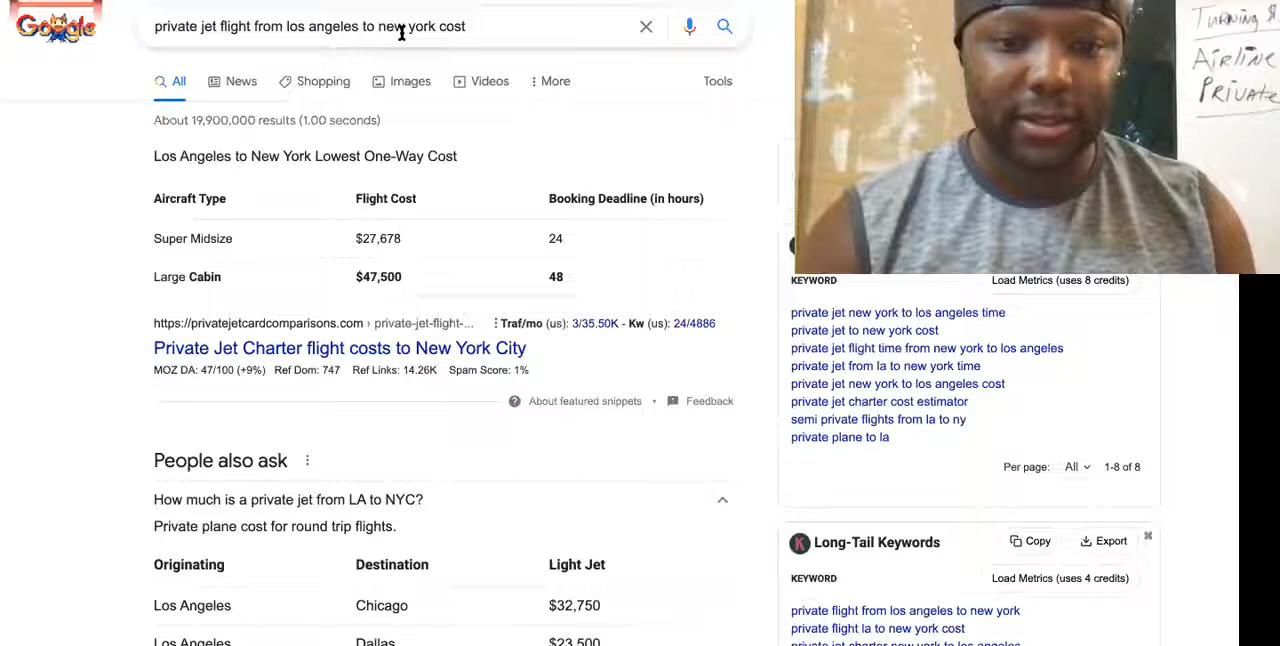 Google
private jet flight from los angeles to new york cost
All News Shopping Images Videos More Tools
About 19,900,000 results (1.00 seconds)
Los Angeles to New York Lowest One-Way Cost
Aircraft Type Flight Cost Booking Deadline (in hours)
Super Midsize $27,678 24
Large Cabin $47,500 48
https://privatejetcardcomparisons.com › private-jet-flight-... Traf/mo (us): 3/35.50K - Kw (us): 24/4886
Private Jet Charter flight costs to New York City
MOZ DA: 47/100 (+9%) Ref Dom: 747 Ref Links: 14.26K Spam Score: 1%
About featured snippets • Feedback
People also ask
How much is a private jet from LA to NYC?
Private plane cost for round trip flights.
Originating Destination Light Jet
Los Angeles Chicago $32,750
Los Angeles Dallas $23,500
TURNING $
AIRLINE
PRIVATE
KEYWORD Load Metrics (uses 8 credits)
private jet new york to los angeles time
private jet to new york cost
private jet flight time from new york to los angeles
private jet from la to new york time
private jet new york to los angeles cost
private jet charter cost estimator
semi private flights from la to ny
private plane to la
Per page: All 1-8 of 8
K Long-Tail Keywords Copy Export
KEYWORD Load Metrics (uses 4 credits)
private flight from los angeles to new york
private flight la to new york cost
private jet charter new york to los angeles